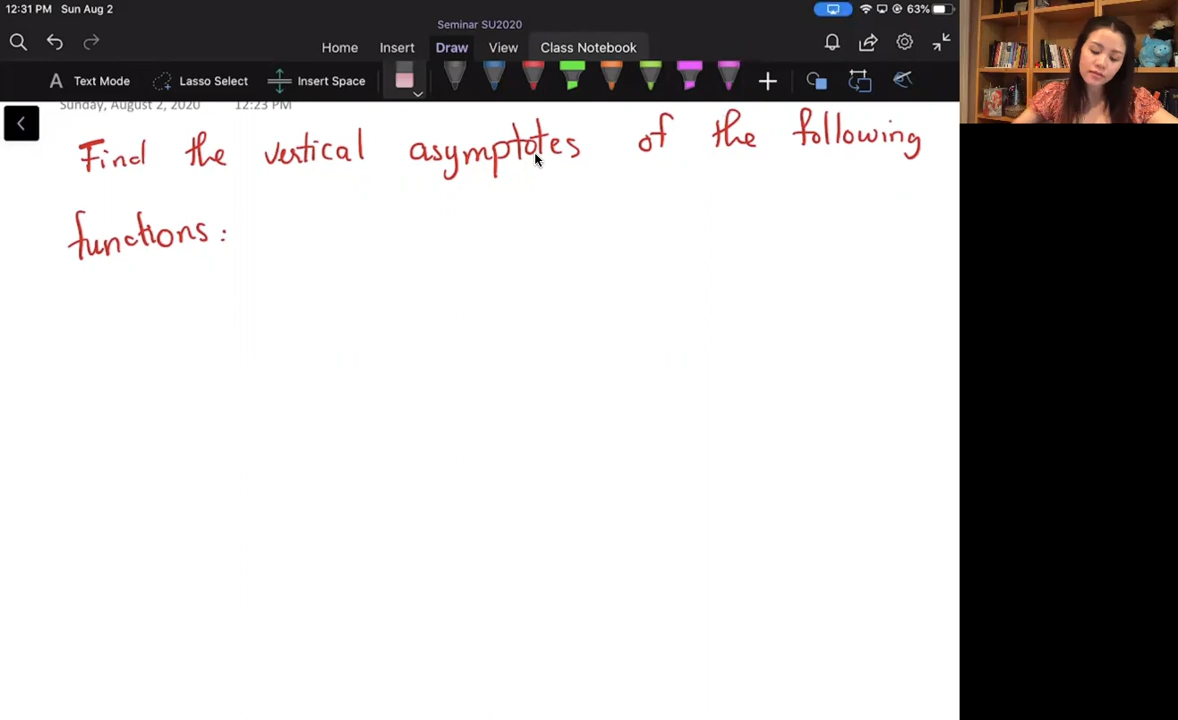 12:31 PM Sun Aug 2
63%
Seminar SU2020
Home Insert Draw View Class Notebook
Text Mode Lasso Select Insert Space
Sunday, August 2, 2020 12:23 PM
Find the vertical asymptotes of the following
functions: